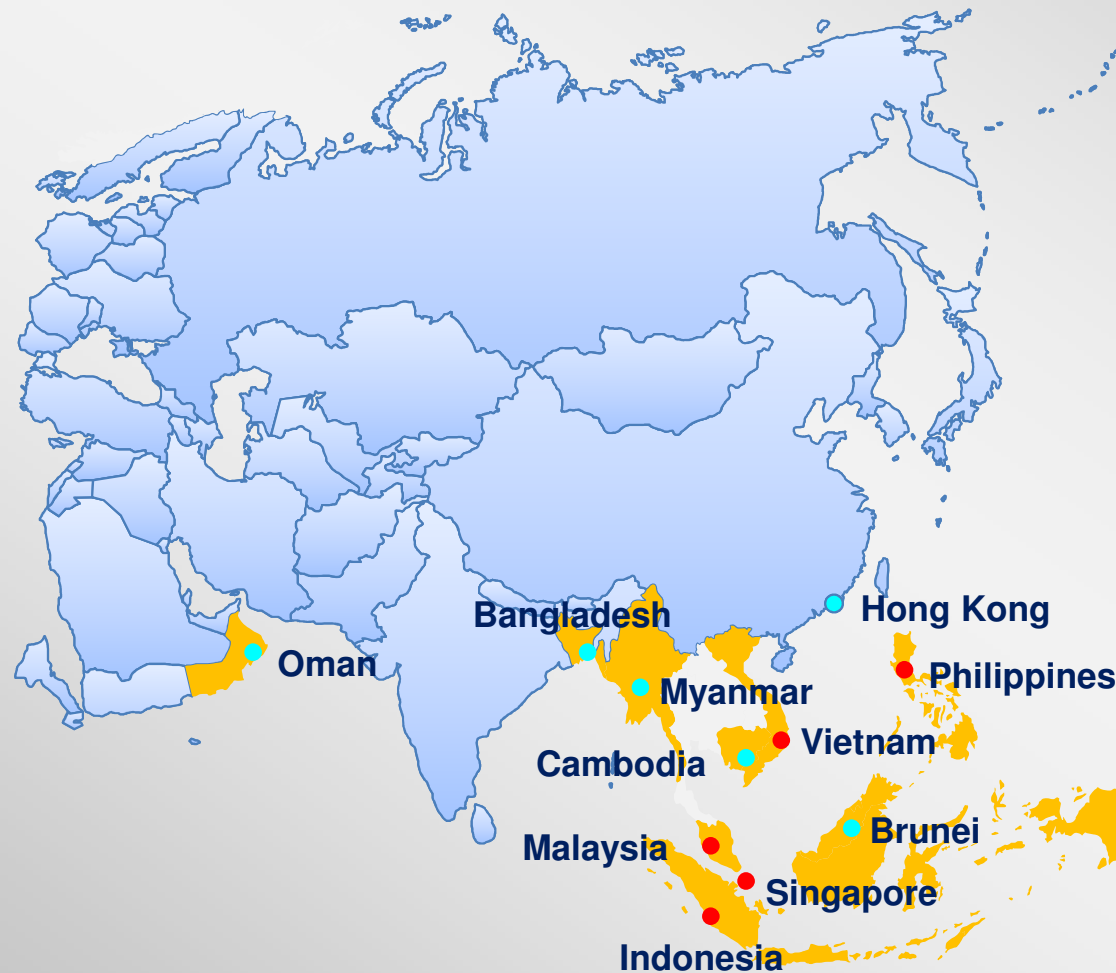 Bangladesh
Hong Kong
Oman
Philippines
Myanmar
Vietnam
Cambodia
Brunei
Malaysia
Singapore
Indonesia